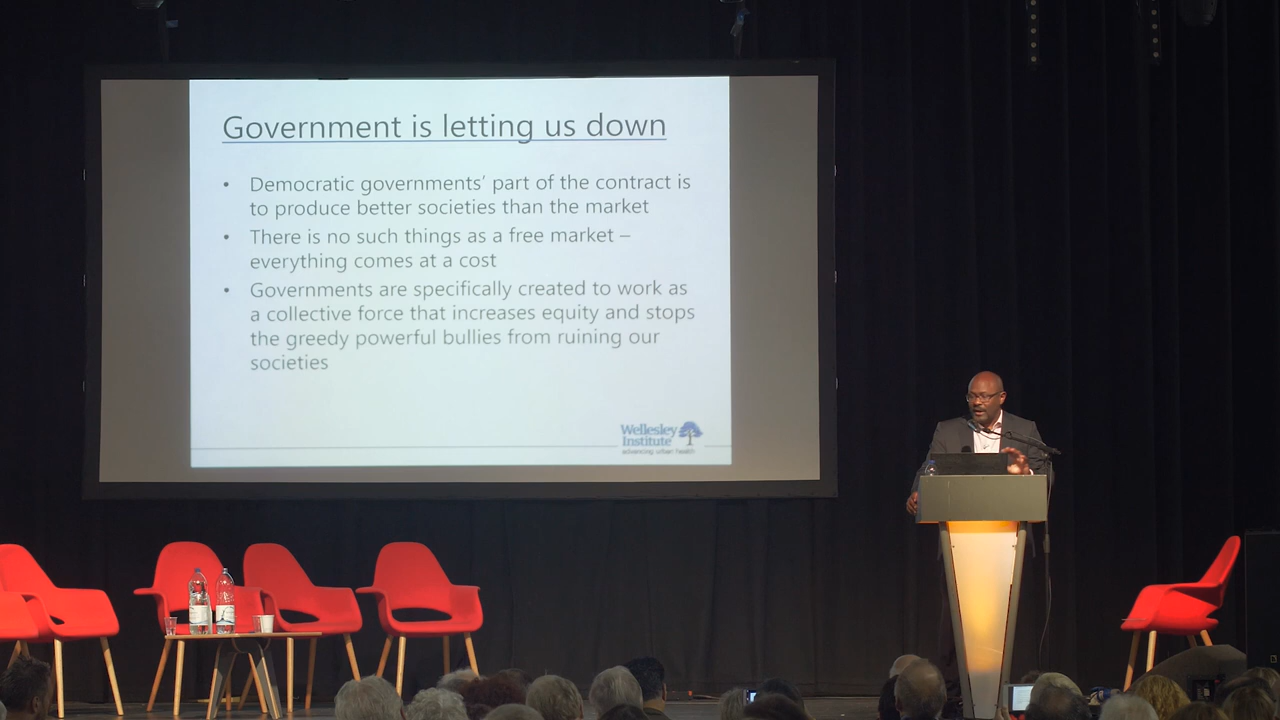 Government is letting us down
• Democratic governments' part of the contract is
to produce better societies than the market
• There is no such things as a free market –
everything comes at a cost
• Governments are specifically created to work as
a collective force that increases equity and stops
the greedy powerful bullies from ruining our
societies
Wellesley
Institute
advancing urban health